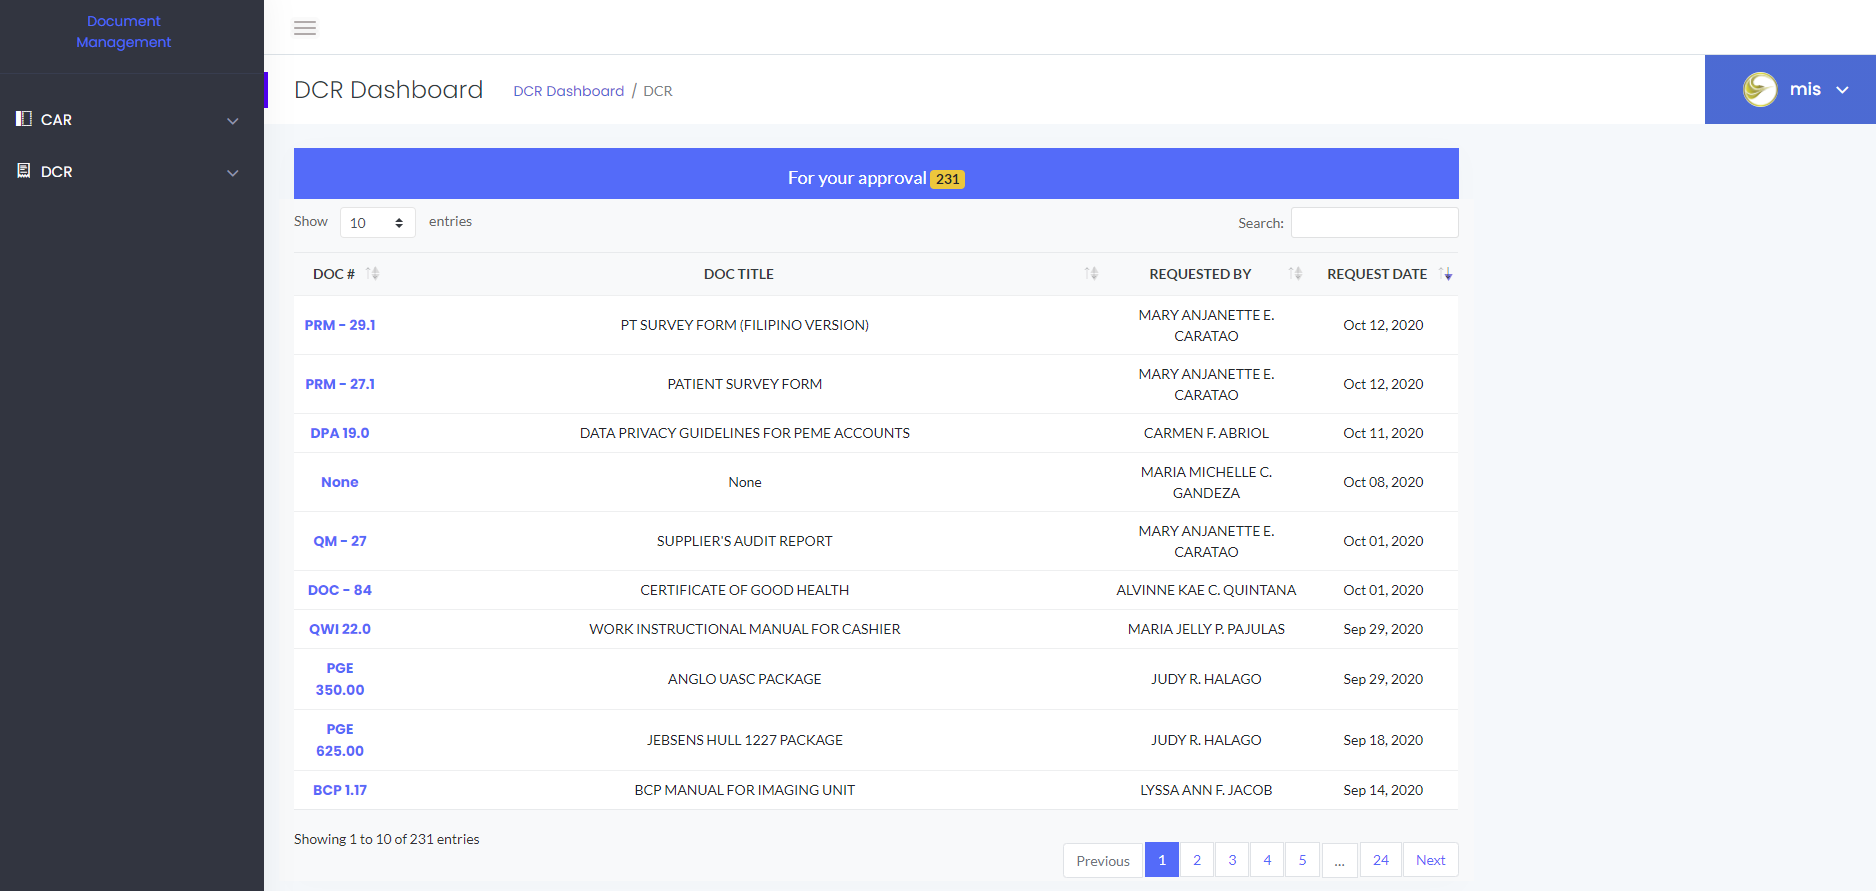 Document
Management
CAR
DCR
DCR Dashboard
DCR Dashboard / DCR
mis
For your approval 231
Show 10 entries
Search:
DOC # DOC TITLE REQUESTED BY REQUEST DATE
PRM - 29.1 PT SURVEY FORM (FILIPINO VERSION) MARY ANJANETTE E. CARATAO Oct 12, 2020
PRM - 27.1 PATIENT SURVEY FORM MARY ANJANETTE E. CARATAO Oct 12, 2020
DPA 19.0 DATA PRIVACY GUIDELINES FOR PEME ACCOUNTS CARMEN F. ABRIOL Oct 11, 2020
None None MARIA MICHELLE C. GANDEZA Oct 08, 2020
QM - 27 SUPPLIER'S AUDIT REPORT MARY ANJANETTE E. CARATAO Oct 01, 2020
DOC - 84 CERTIFICATE OF GOOD HEALTH ALVINNE KAE C. QUINTANA Oct 01, 2020
QWI 22.0 WORK INSTRUCTIONAL MANUAL FOR CASHIER MARIA JELLY P. PAJULAS Sep 29, 2020
PGE 350.00 ANGLO UASC PACKAGE JUDY R. HALAGO Sep 29, 2020
PGE 625.00 JEBSENS HULL 1227 PACKAGE JUDY R. HALAGO Sep 18, 2020
BCP 1.17 BCP MANUAL FOR IMAGING UNIT LYSSA ANN F. JACOB Sep 14, 2020
Showing 1 to 10 of 231 entries
Previous 1 2 3 4 5 ... 24 Next